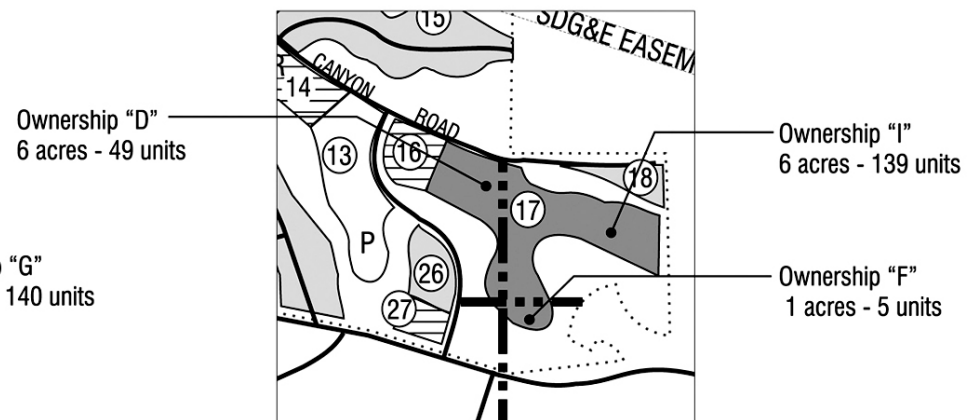 15
SDG&E EASEM
CANYON
ROAD
R
14
Ownership “D”
6 acres - 49 units
13
16
Ownership “I”
6 acres - 139 units
18
17
P
“G”
140 units
26
27
Ownership “F”
1 acres - 5 units